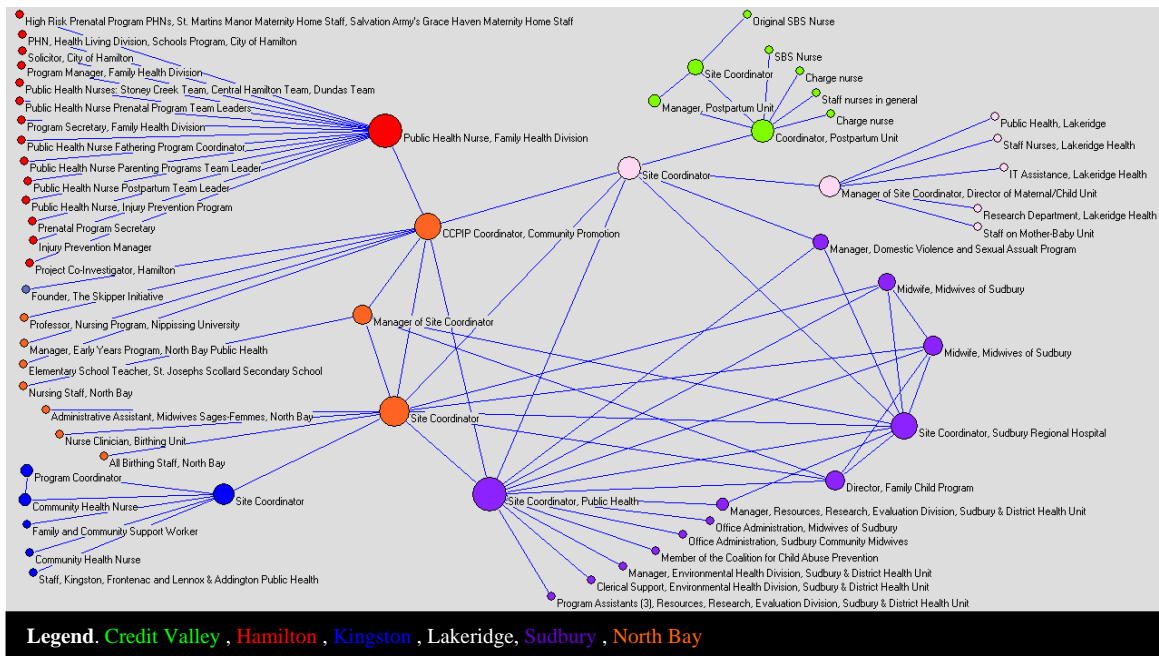 High Risk Prenatal Program PHNs, St. Martins Manor Maternity Home Staff, Salvation Army's Grace Haven Maternity Home Staff
PHN, Health Living Division, Schools Program, City of Hamilton
Solicitor, City of Hamilton
Program Manager, Family Health Division
Public Health Nurses: Stoney Creek Team, Central Hamilton Team, Dundas Team
Public Health Nurse Prenatal Program Team Leaders
Program Secretary, Family Health Division
Public Health Nurse Fathering Program Coordinator
Public Health Nurse Parenting Programs Team Leader
Public Health Nurse Postpartum Team Leader
Public Health Nurse, Injury Prevention Program
Prenatal Program Secretary
Injury Prevention Manager
Project Co-Investigator, Hamilton
Founder, The Skipper Initiative
Professor, Nursing Program, Nippissing University
Manager, Early Years Program, North Bay Public Health
Elementary School Teacher, St. Josephs Scollard Seconday School
Nursing Staff, North Bay
Administrative Assistant, Midwives Sages-Femmes, North Bay
Nurse Clinician, Birthing Unit
All Birthing Staff, North Bay
Program Coordinator
Community Health Nurse
Family and Community Support Worker
Community Health Nurse
Staff, Kingston, Frontenac and Lennox & Addington Public Health
Site Coordinator
Public Health Nurse, Family Health Division
CCPIP Coordinator, Community Promotion
Manager of Site Coordinator
Site Coordinator
Original SBS Nurse
SBS Nurse
Site Coordinator
Charge nurse
Manager, Postpartum Unit
Staff nurses in general
Charge nurse
Coordinator, Postpartum Unit
Site Coordinator
Public Health, Lakeridge
Staff Nurses, Lakeridge Health
IT Assistance, Lakeridge Health
Manager of Site Coordinator, Director of Maternal/Child Unit
Research Department, Lakeridge Health
Staff on Mother-Baby Unit
Manager, Domestic Violence and Sexual Assualt Program
Midwife, Midwives of Sudbury
Midwife, Midwives of Sudbury
Site Coordinator, Sudbury Regional Hospital
Director, Family Child Program
Site Coordinator, Public Health
Manager, Resources, Research, Evaluation Division, Sudbury & District Health Unit
Office Administration, Midwives of Sudbury
Office Administration, Sudbury Community Midwives
Member of the Coalition for Child Abuse Prevention
Manager, Environmental Health Division, Sudbury & District Health Unit
Clerical Support, Environmental Health Division, Sudbury & District Health Unit
Program Assistants (3), Resources, Research, Evaluation Division, Sudbury & District Health Unit
Legend. Credit Valley , Hamilton , Kingston , Lakeridge, Sudbury , North Bay